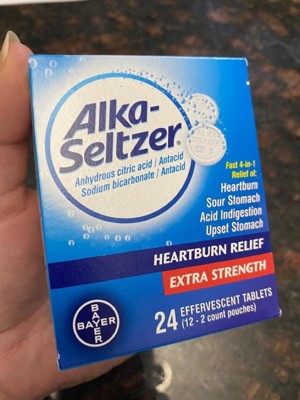 Alka-
Seltzer®
Anhydrous citric acid / Antacid
Sodium bicarbonate / Antacid
Fast 4-in-1
Relief of:
Heartburn
Sour Stomach
Acid Indigestion
Upset Stomach
HEARTBURN RELIEF
EXTRA STRENGTH
BAYER
BAYER
24 EFFERVESCENT TABLETS
(12 - 2 count pouches)